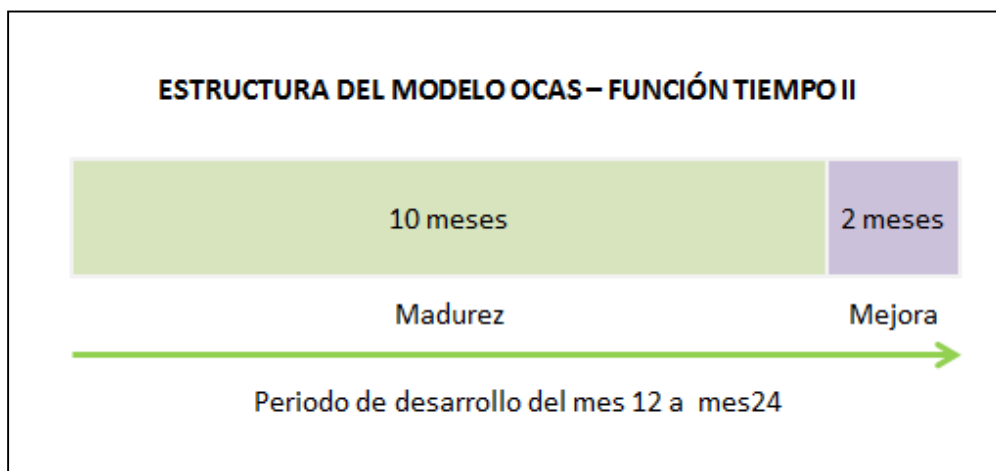 ESTRUCTURA DEL MODELO OCAS – FUNCIÓN TIEMPO II
10 meses
2 meses
Madurez
Mejora
Periodo de desarrollo del mes 12 a mes24